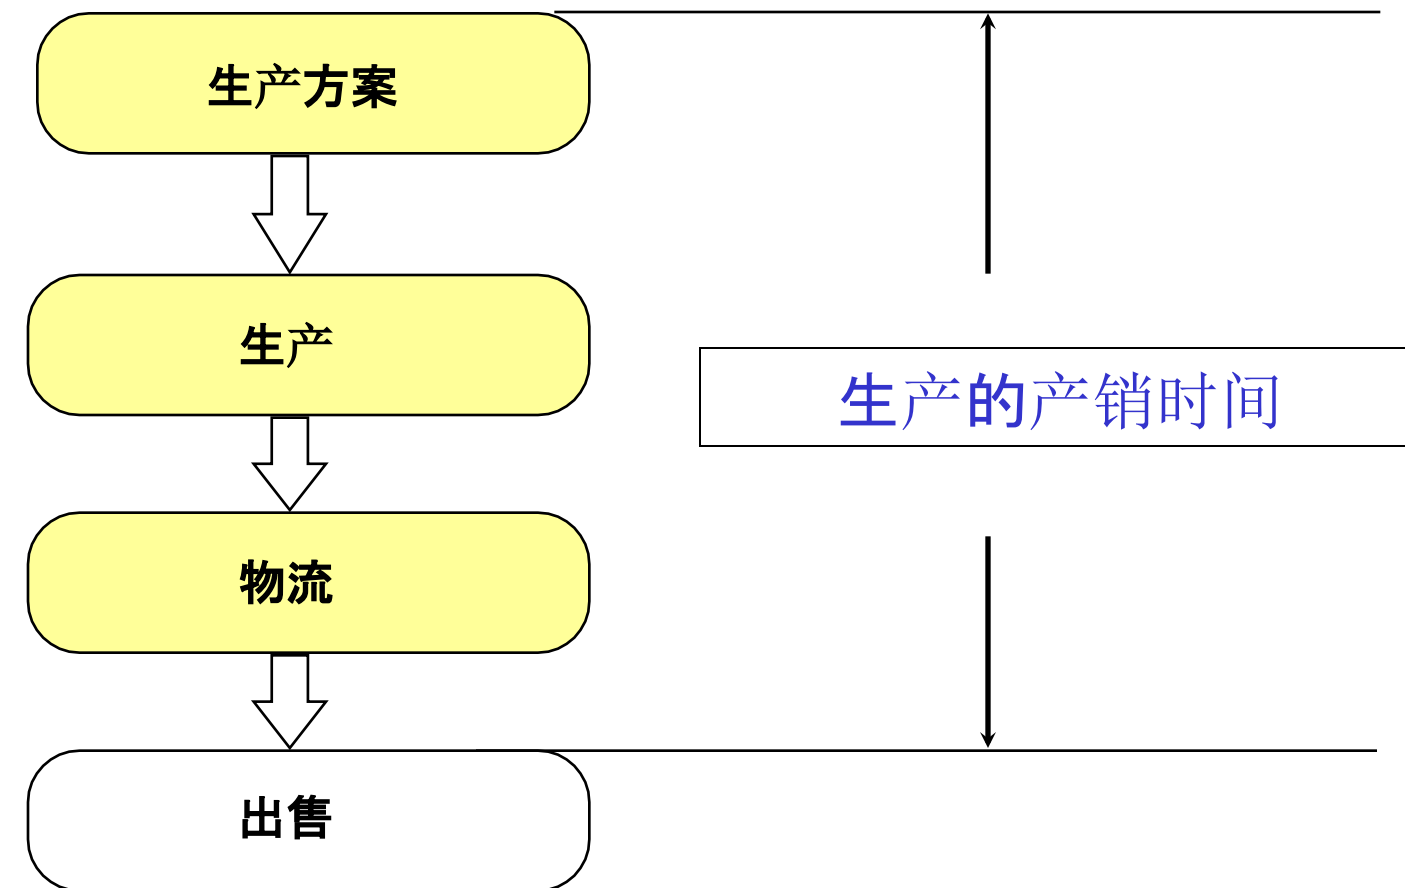 生产方案
生产
生产的产销时间
物流
出售